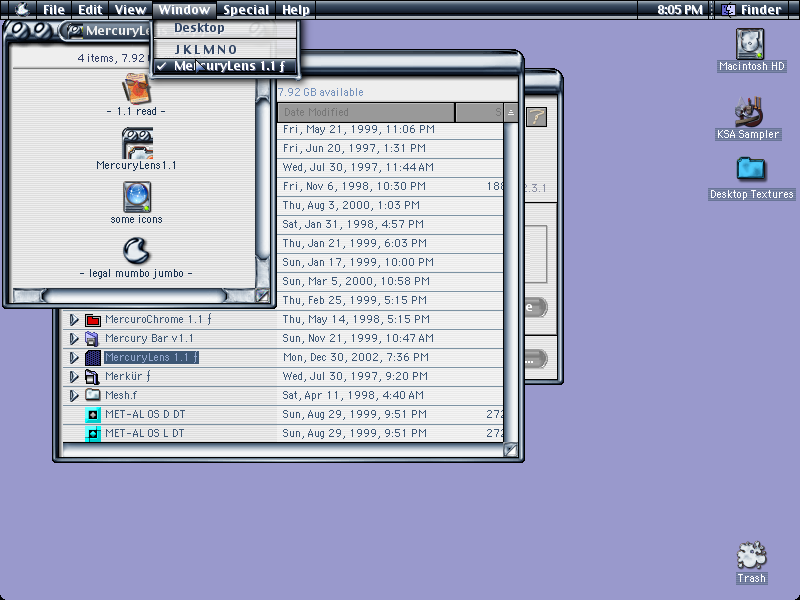 File Edit View Window Special Help 8:05 PM Finder
MercuryLe
Desktop
J K L M N O
✓ MercuryLens 1.1 ƒ
4 items, 7.92
- 1.1 read -
MercuryLens1.1
some icons
- legal mumbo jumbo -
7.92 GB available
Date Modified S
Fri, May 21, 1999, 11:06 PM
Fri, Jun 20, 1997, 1:31 PM
Wed, Jul 30, 1997, 11:44 AM
Fri, Nov 6, 1998, 10:30 PM 188
Thu, Aug 3, 2000, 1:03 PM
Sat, Jan 31, 1998, 4:57 PM
Thu, Jan 21, 1999, 6:03 PM
Sun, Jan 17, 1999, 10:00 PM
Sun, Mar 5, 2000, 10:58 PM
Thu, Feb 25, 1999, 5:15 PM
MercuroChrome 1.1 ƒ Thu, May 14, 1998, 5:15 PM
Mercury Bar v1.1 Sun, Nov 21, 1999, 10:47 AM
MercuryLens 1.1 ƒ Mon, Dec 30, 2002, 7:36 PM
Merkür ƒ Wed, Jul 30, 1997, 9:20 PM
Mesh.f Sat, Apr 11, 1998, 4:40 AM
MET-AL OS D DT Sun, Aug 29, 1999, 9:51 PM 272
MET-AL OS L DT Sun, Aug 29, 1999, 9:51 PM 272
2.3.1
e
...
Macintosh HD
KSA Sampler
Desktop Textures
Trash